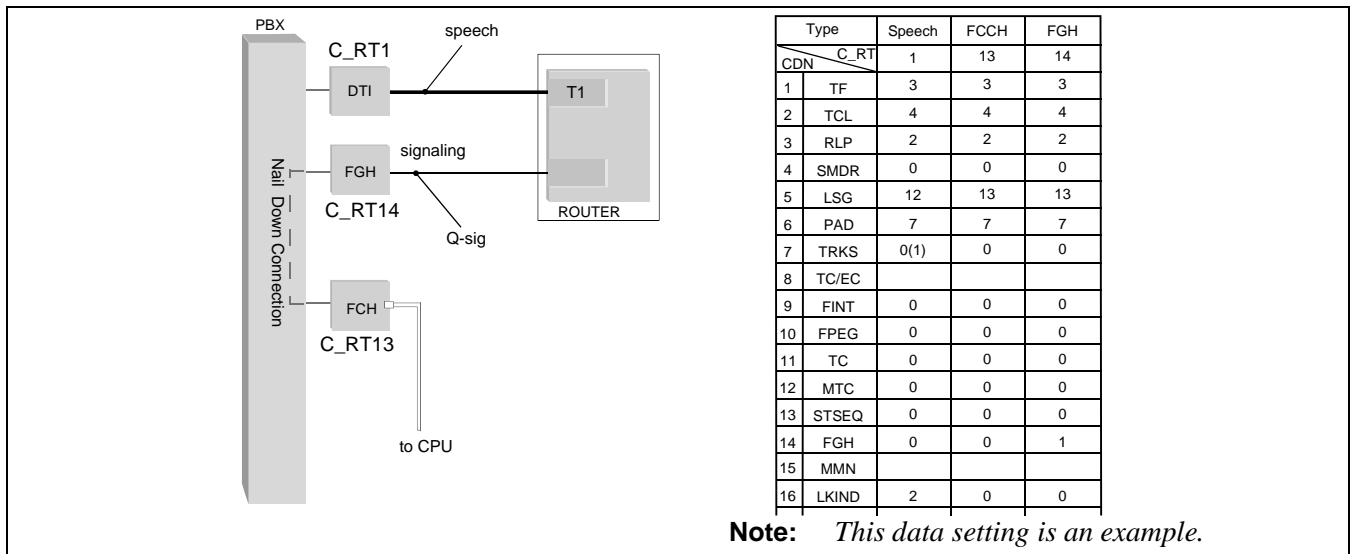 PBX
speech
C_RT1
DTI
T1
signaling
FGH
C_RT14
ROUTER
Q-sig
Nail Down Connection
FCH
C_RT13
to CPU
Type Speech FCCH FGH
CDN C_RT 1 13 14
1 TF 3 3 3
2 TCL 4 4 4
3 RLP 2 2 2
4 SMDR 0 0 0
5 LSG 12 13 13
6 PAD 7 7 7
7 TRKS 0(1) 0 0
8 TC/EC
9 FINT 0 0 0
10 FPEG 0 0 0
11 TC 0 0 0
12 MTC 0 0 0
13 STSEQ 0 0 0
14 FGH 0 0 1
15 MMN
16 LKIND 2 0 0
Note: This data setting is an example.